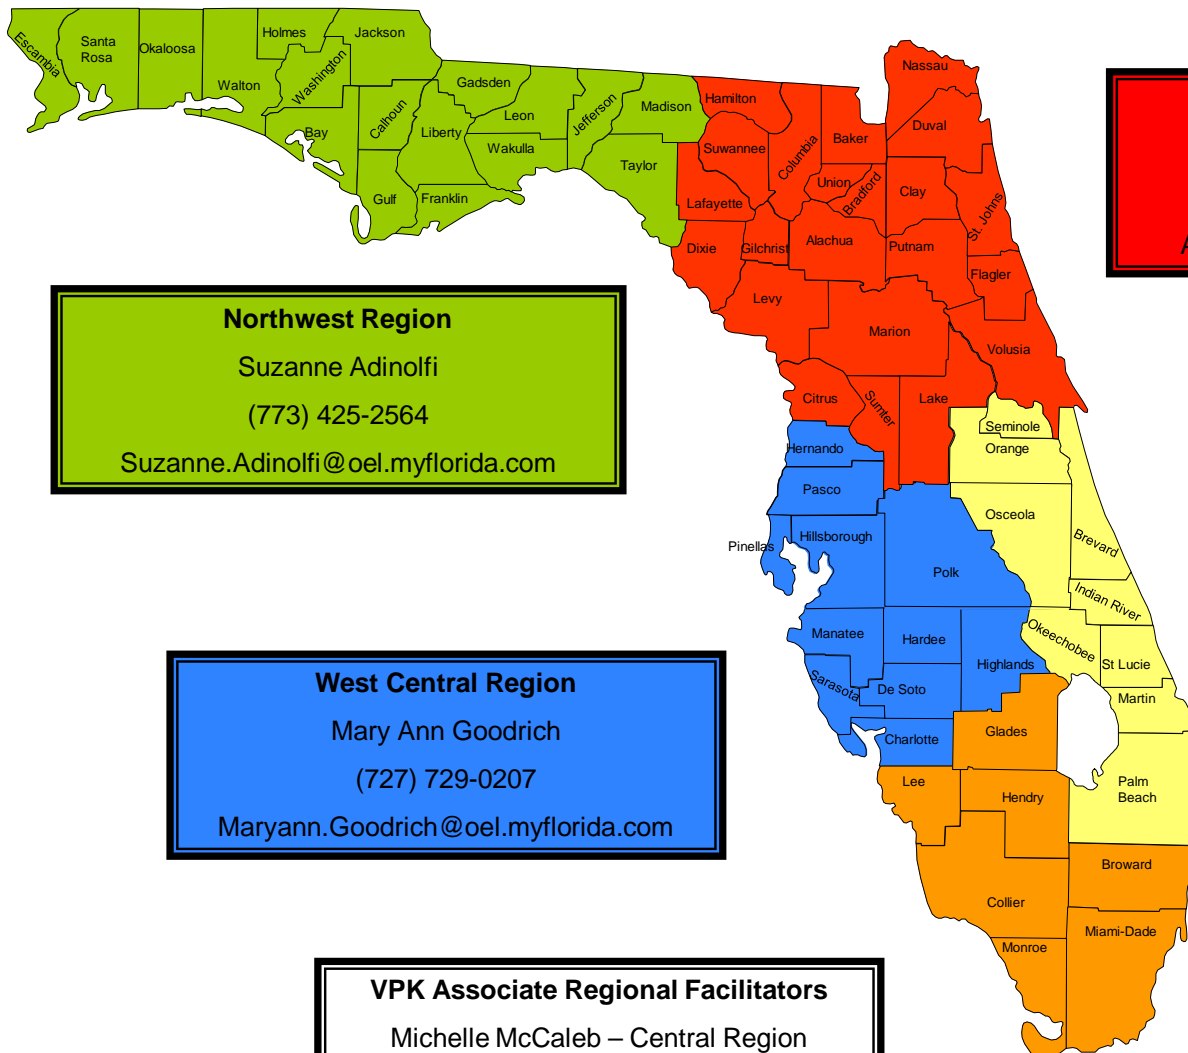 Escambia
Santa
Rosa
Okaloosa
Walton
Holmes
Washington
Jackson
Bay
Calhoun
Gulf
Liberty
Franklin
Gadsden
Leon
Wakulla
Jefferson
Madison
Taylor
Hamilton
Suwannee
Lafayette
Dixie
Gilchrist
Columbia
Baker
Union
Bradford
Nassau
Duval
Clay
St. Johns
Alachua
Putnam
Flagler
Levy
Marion
Volusia
Citrus
Sumter
Lake
A
Northwest Region
Suzanne Adinolfi
(773) 425-2564
Suzanne.Adinolfi@oel.myflorida.com
Hernando
Pasco
Pinellas
Hillsborough
Polk
Manatee
Hardee
Highlands
Sarasota
De Soto
Charlotte
Seminole
Orange
Osceola
Brevard
Indian River
Okeechobee
St Lucie
Martin
Palm
Beach
West Central Region
Mary Ann Goodrich
(727) 729-0207
Maryann.Goodrich@oel.myflorida.com
Glades
Lee
Hendry
Collier
Broward
Monroe
Miami-Dade
VPK Associate Regional Facilitators
Michelle McCaleb – Central Region